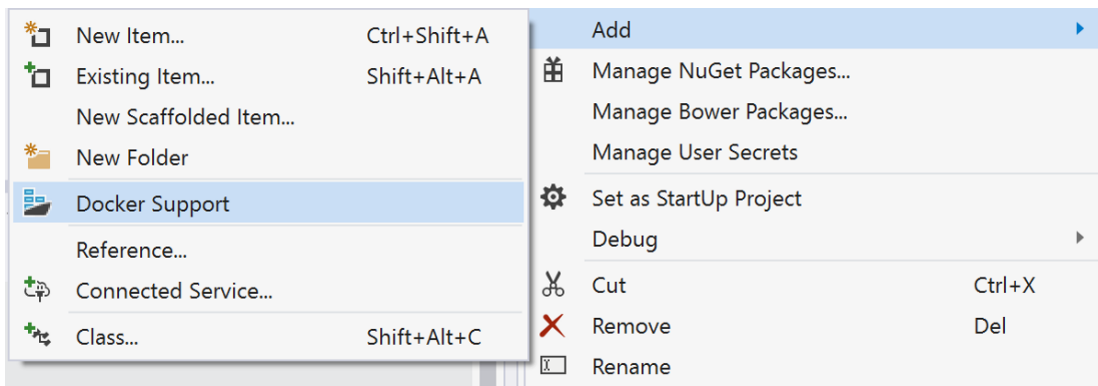 New Item... Ctrl+Shift+A
Existing Item... Shift+Alt+A
New Scaffolded Item...
New Folder
Docker Support
Reference...
Connected Service...
Class... Shift+Alt+C
Add
Manage NuGet Packages...
Manage Bower Packages...
Manage User Secrets
Set as StartUp Project
Debug
Cut Ctrl+X
Remove Del
Rename